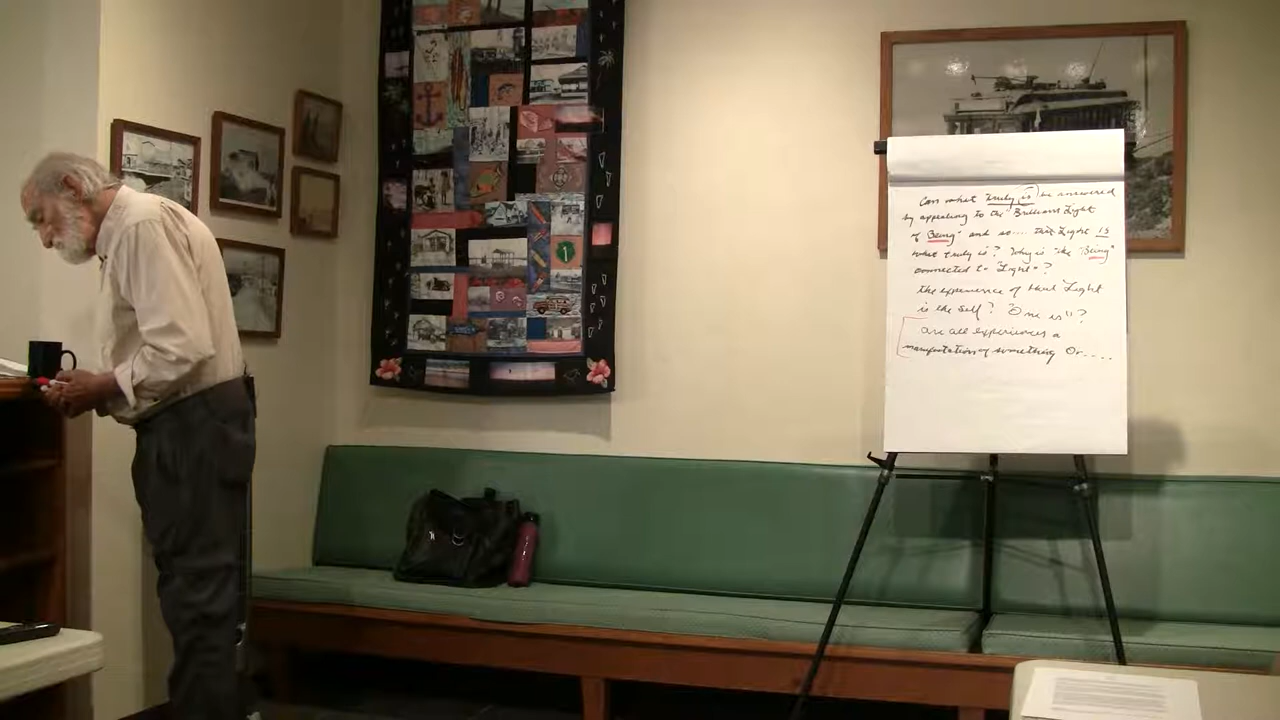 Can what truly is be answered
by appealing to the "Brilliant Light
of Being" and so.... that Light is
what truly is? Why is the "Being"
connected to "Light"?
the experience of that Light
is the self? "One is"?
are all experiences a
manifestation of something Or....